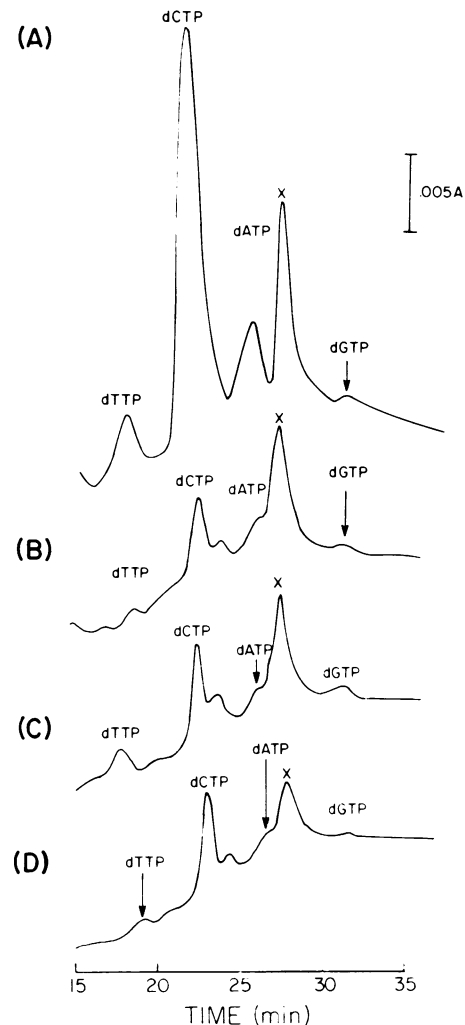 (A)
dCTP
.005A
X
dATP
dGTP
dTTP
X
dCTP
dATP
dGTP
(B)
dTTP
X
dCTP
dATP
dGTP
(C)
dTTP
dATP
dCTP
X
dGTP
(D)
dTTP
15 20 25 30 35
TIME (min)